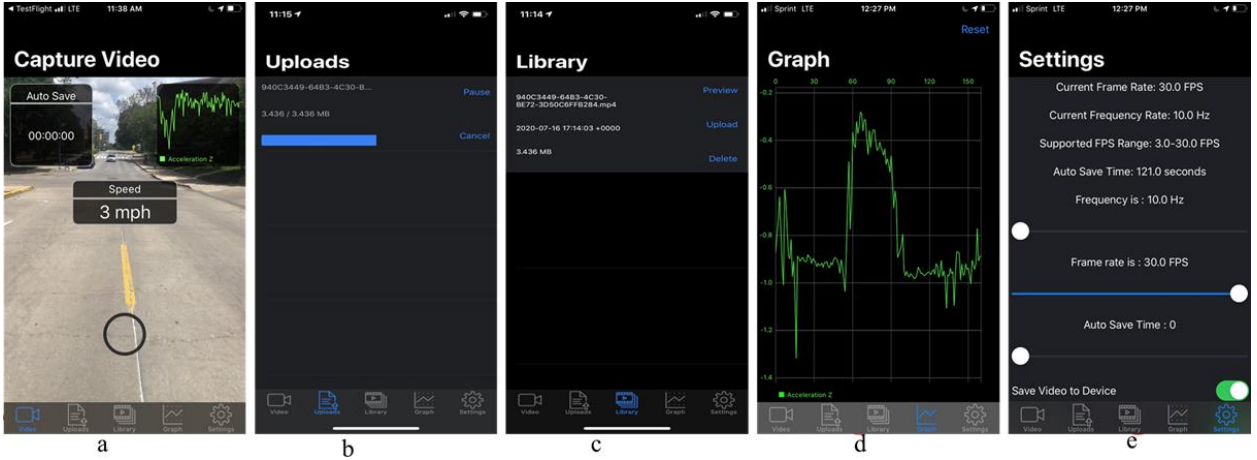 TestFlight LTE 11:38 AM
Capture Video
Auto Save
00:00:00
Acceleration Z
Speed
3 mph
Video Uploads Library Graph Settings
a
11:15
Uploads
940C3449-64B3-4C30-B...
Pause
3.436 / 3.436 MB
Cancel
Video Uploads Library Graph Settings
b
11:14
Library
940C3449-64B3-4C30-
BE72-3D50C6FFB284.mp4
Preview
2020-07-16 17:14:03 +0000
Upload
3.436 MB
Delete
Video Uploads Library Graph Settings
c
Sprint LTE 12:27 PM
Reset
Graph
0 30 60 90 120 150
-0.2
-0.4
-0.6
-0.8
-1.0
-1.2
-1.4
Acceleration Z
Video Uploads Library Graph Settings
d
Sprint LTE 12:27 PM
Settings
Current Frame Rate: 30.0 FPS
Current Frequency Rate: 10.0 Hz
Supported FPS Range: 3.0-30.0 FPS
Auto Save Time: 121.0 seconds
Frequency is : 10.0 Hz
Frame rate is : 30.0 FPS
Auto Save Time : 0
Save Video to Device
Video Uploads Library Graph Settings
e